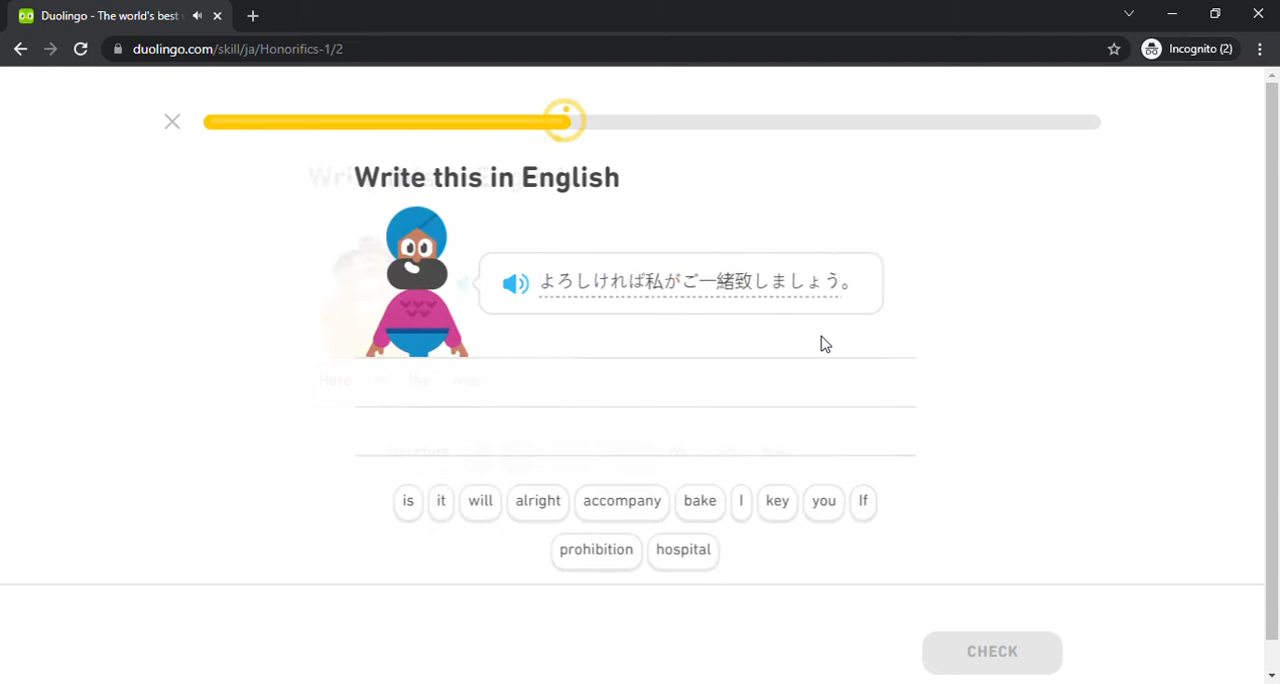 Duolingo - The world's best
duolingo.com/skill/ja/Honorifics-1/2
Incognito (2)
Write this in English
よろしければ私がご一緒致しましょう。
Here
is it will alright accompany bake I key you If
prohibition hospital
CHECK